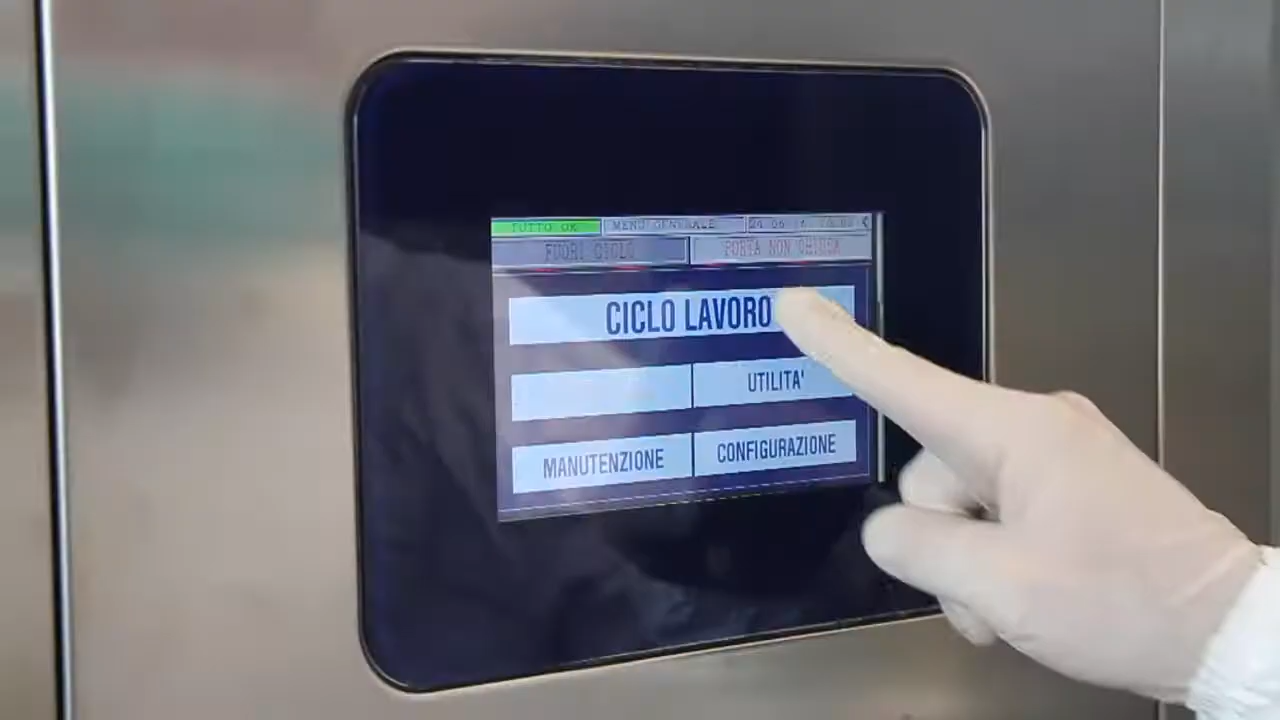 TUTTO OK MENU GENERALE
FUORI CICLO PORTA NON CHIUSA
CICLO LAVORO
UTILITA'
MANUTENZIONE CONFIGURAZIONE